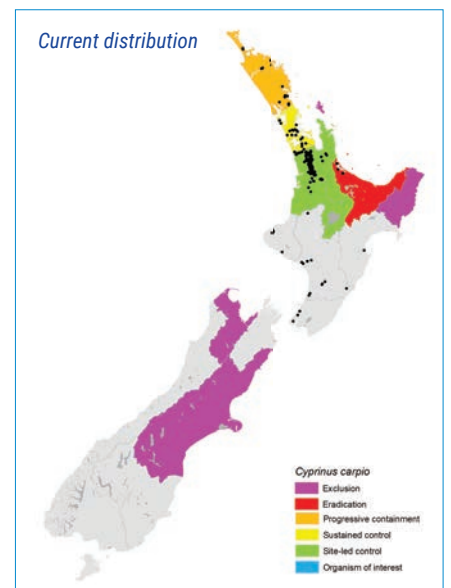 Current distribution
Cyprinus carpio
Exclusion
Eradication
Progressive containment
Sustained control
Site-led control
Organism of interest